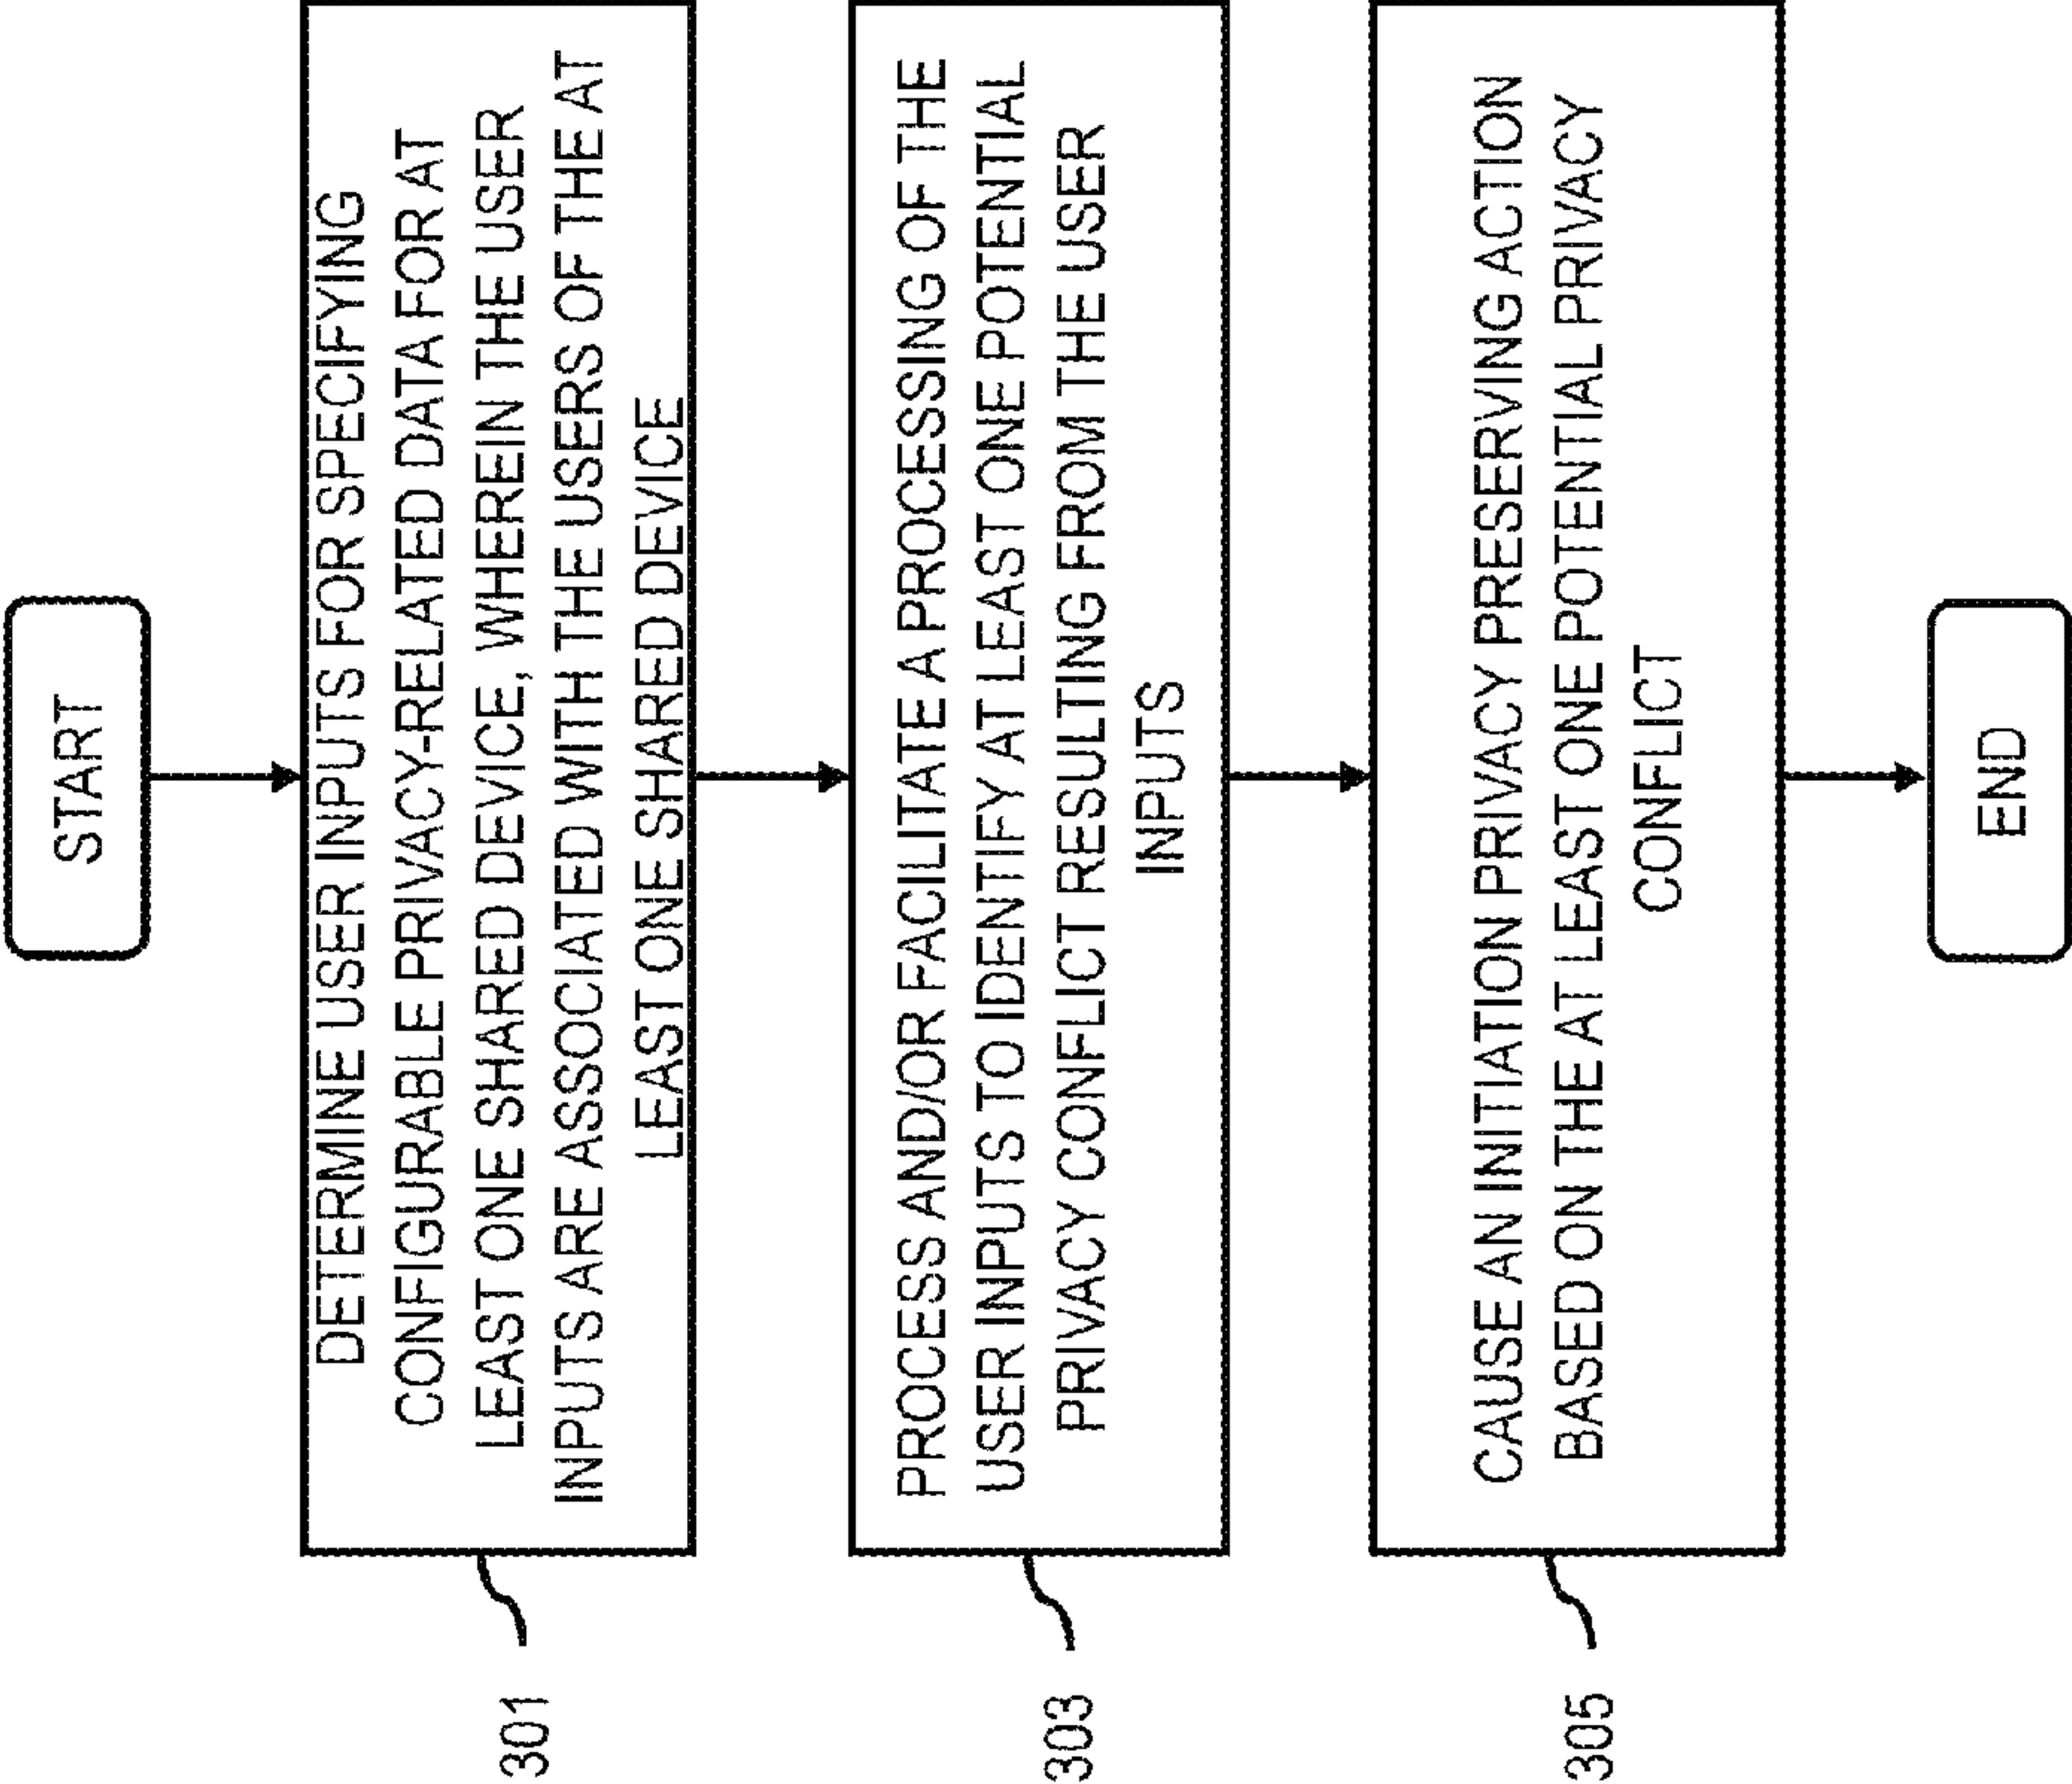 START
DETERMINE USER INPUTS FOR SPECIFYING
CONFIGURABLE PRIVACY-RELATED DATA FOR AT
LEAST ONE SHARED DEVICE, WHEREIN THE USER
INPUTS ARE ASSOCIATED WITH THE USERS OF THE AT
LEAST ONE SHARED DEVICE
301
PROCESS AND/OR FACILITATE A PROCESSING OF THE
USER INPUTS TO IDENTIFY AT LEAST ONE POTENTIAL
PRIVACY CONFLICT RESULTING FROM THE USER
INPUTS
303
CAUSE AN INITIATION PRIVACY PRESERVING ACTION
BASED ON THE AT LEAST ONE POTENTIAL PRIVACY
CONFLICT
305
END